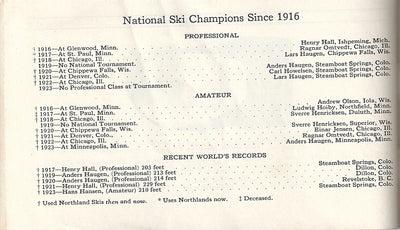 National Ski Champions Since 1916
PROFESSIONAL
† 1916—At Glenwood, Minn. Henry Hall, Ishpeming, Mich.
* 1917—At St. Paul, Minn. Ragnar Omtvedt, Chicago, Ill.
† 1918—At Chicago, Ill. Lars Haugen, Chippewa Falls, Wis.
1919—No National Tournament.
† 1920—At Chippewa Falls, Wis. Anders Haugen, Steamboat Springs, Colo.
† 1921—At Denver, Colo. Carl Howelsen, Steamboat Springs, Colo.
† 1922—At Chicago, Ill. Lars Haugen, Steamboat Springs, Colo.
1923—No Professional Class at Tournament.
AMATEUR
† 1916—At Glenwood, Minn. Andrew Olson, Iola, Wis.
† 1917—At St. Paul, Minn. Ludwig Hoiby, Northfield, Minn.
† 1918—At Chicago, Ill. Sverre Henricksen, Duluth, Minn.
1919—No National Tournament
† 1920—At Chippewa Falls, Wis. Sverre Henricksen, Superior, Wis.
† 1921—At Denver, Colo. Einar Jensen, Chicago, Ill.
† 1922—At Chicago, Ill. Ragnar Omtvedt, Chicago, Ill.
† 1923—At Minneapolis, Minn. Anders Haugen, Minneapolis, Minn.
RECENT WORLD'S RECORDS
† 1917—Henry Hall, (Professional) 203 feet Steamboat Springs, Colo.
† 1919—Anders Haugen, (Professional) 213 feet Dillon, Colo.
† 1920—Anders Haugen, (Professional) 214 feet Dillon, Colo.
† 1921—Henry Hall, (Professional) 229 feet Revelstoke, B. C.
† 1923—Hans Hansen, (Amateur) 210 feet Steamboat Springs, Colo.
† Used Northland Skis then and now. * Uses Northlands now. ‡ Deceased.